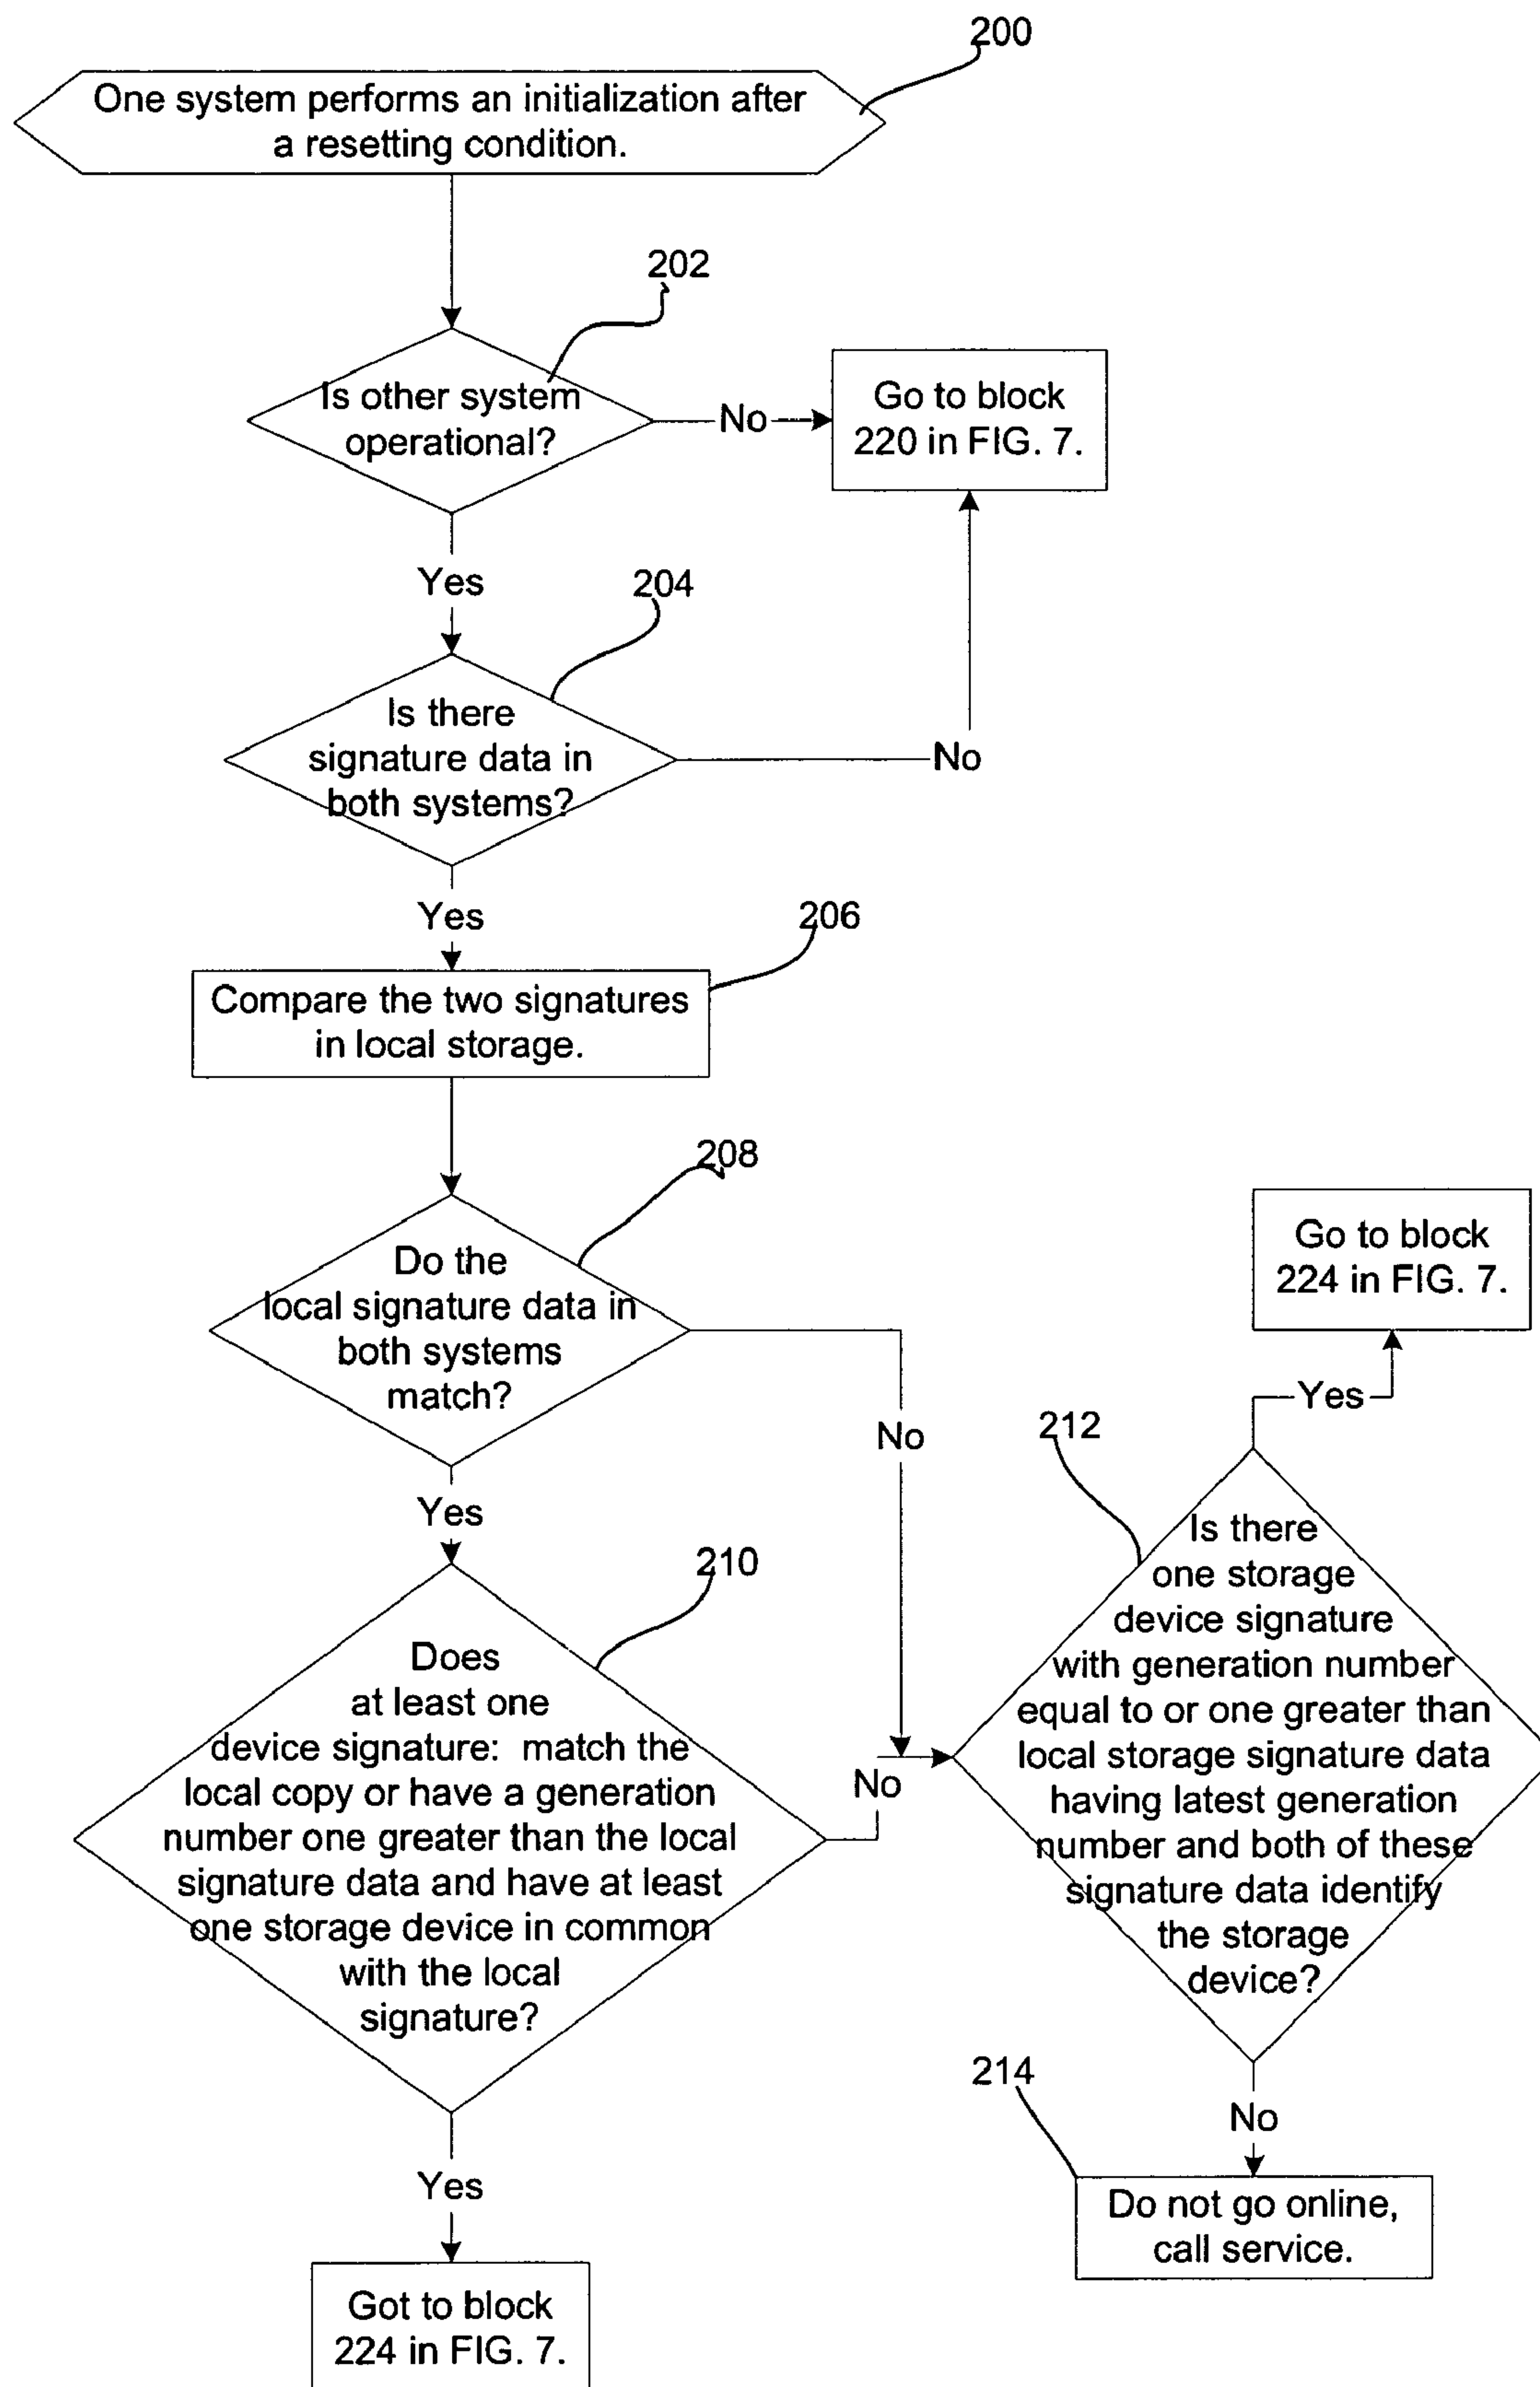 200
One system performs an initialization after
a resetting condition.
202
Is other system
operational?
No
Go to block
220 in FIG. 7.
Yes
204
Is there
signature data in
both systems?
No
Yes
206
Compare the two signatures
in local storage.
208
Do the
local signature data in
both systems
match?
No
Yes
Go to block
224 in FIG. 7.
Yes
212
Is there
one storage
device signature
with generation number
equal to or one greater than
local storage signature data
having latest generation
number and both of these
signature data identify
the storage
device?
210
Does
at least one
device signature: match the
local copy or have a generation
number one greater than the local
signature data and have at least
one storage device in common
with the local
signature?
No
Yes
Got to block
224 in FIG. 7.
No
214
Do not go online,
call service.